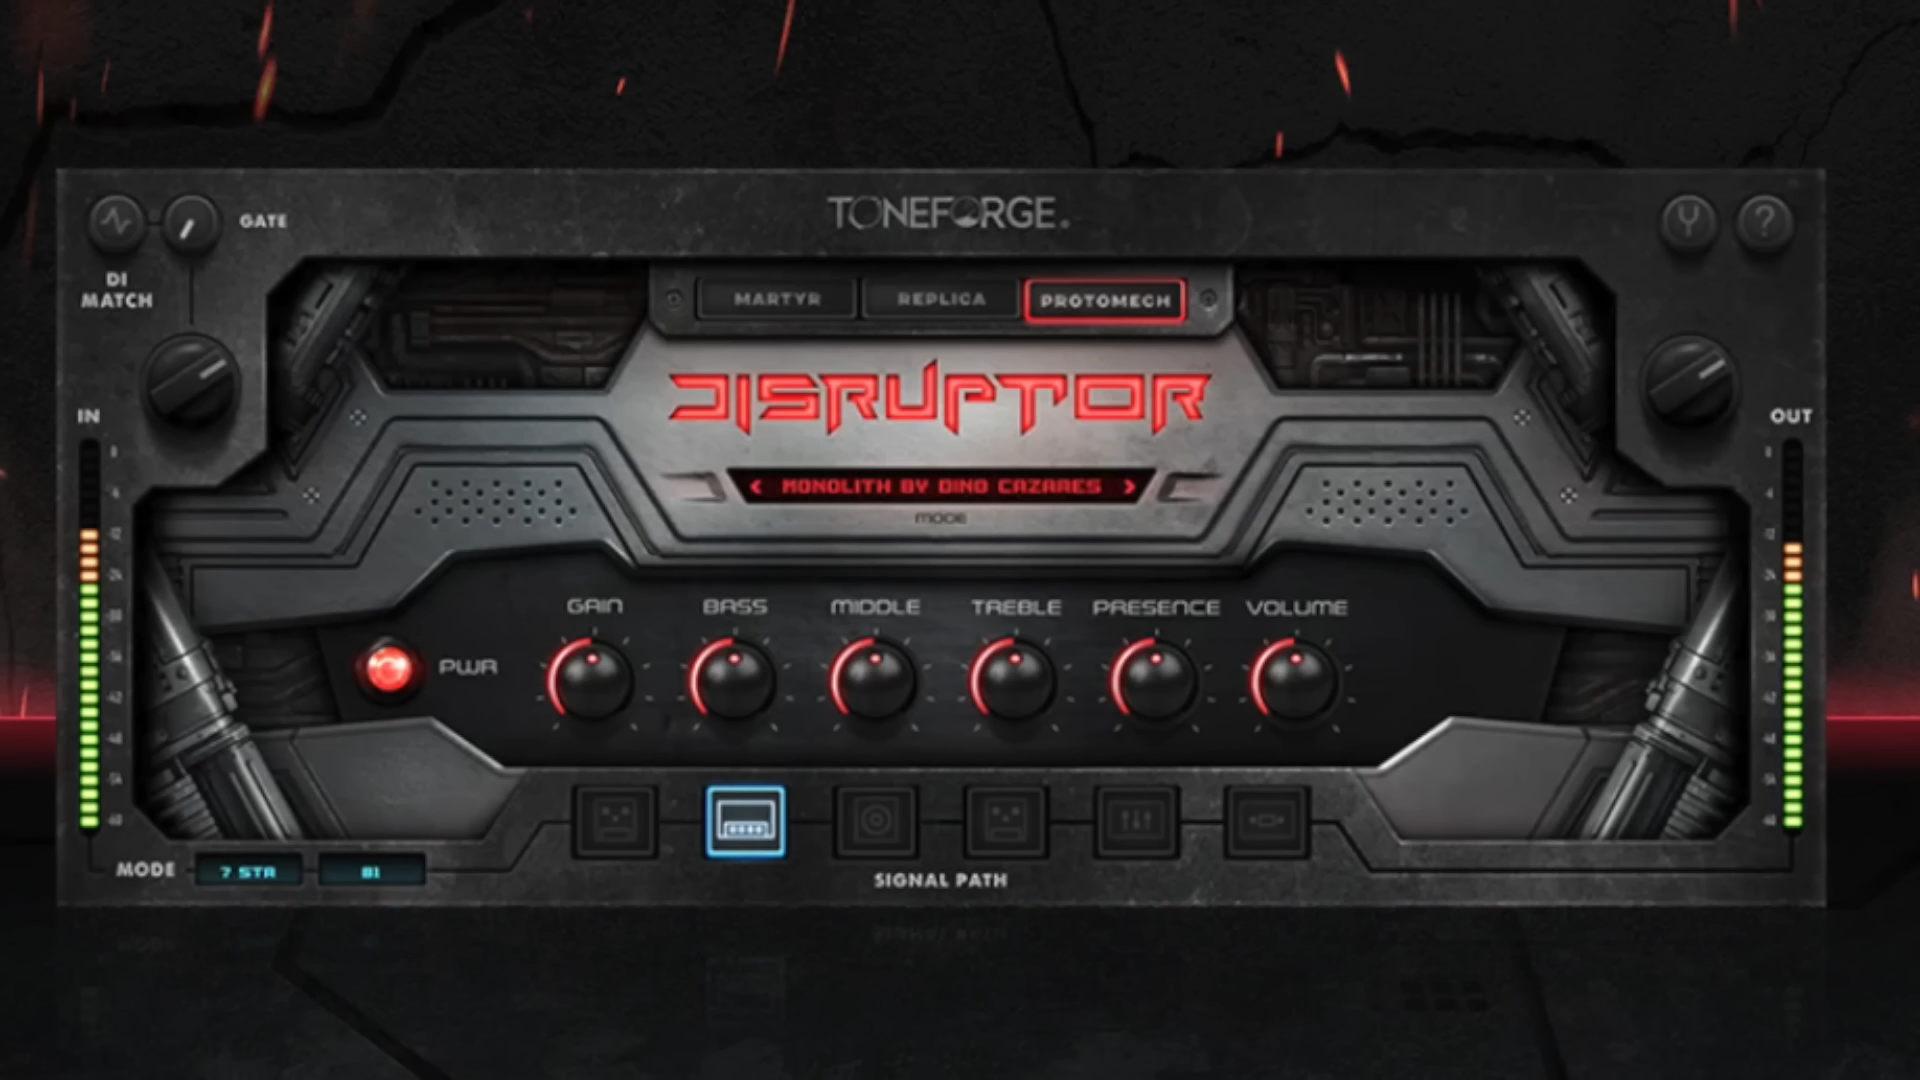 TONEFORGE
GATE
DI
MATCH
MARTYR
REPLICA
PROTOMECH
DISRUPTOR
IN
OUT
< MONOLITH BY DINO CAZARES >
MODE
GAIN
BASS
MIDDLE
TREBLE
PRESENCE
VOLUME
PWR
MODE
7 STR
SIGNAL PATH
?